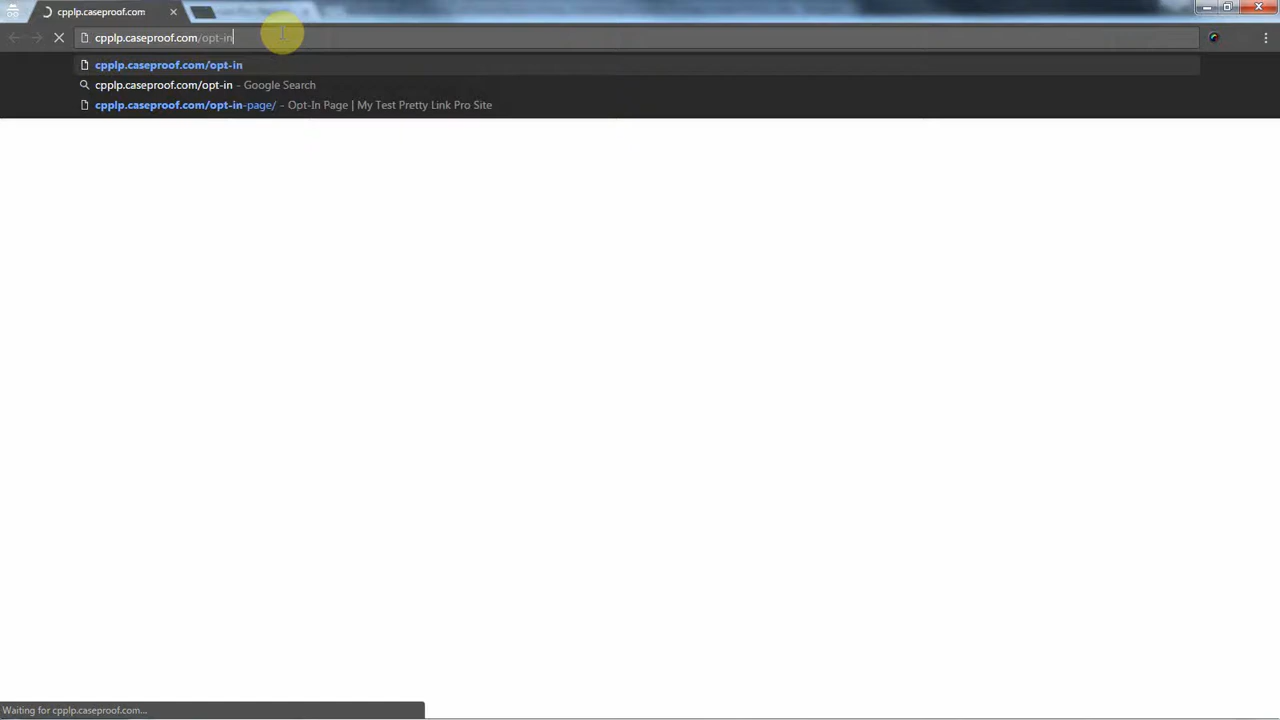 cpplp.caseproof.com
cpplp.caseproof.com/opt-in
cpplp.caseproof.com/opt-in
cpplp.caseproof.com/opt-in - Google Search
cpplp.caseproof.com/opt-in-page/ - Opt-In Page | My Test Pretty Link Pro Site
Waiting for cpplp.caseproof.com...